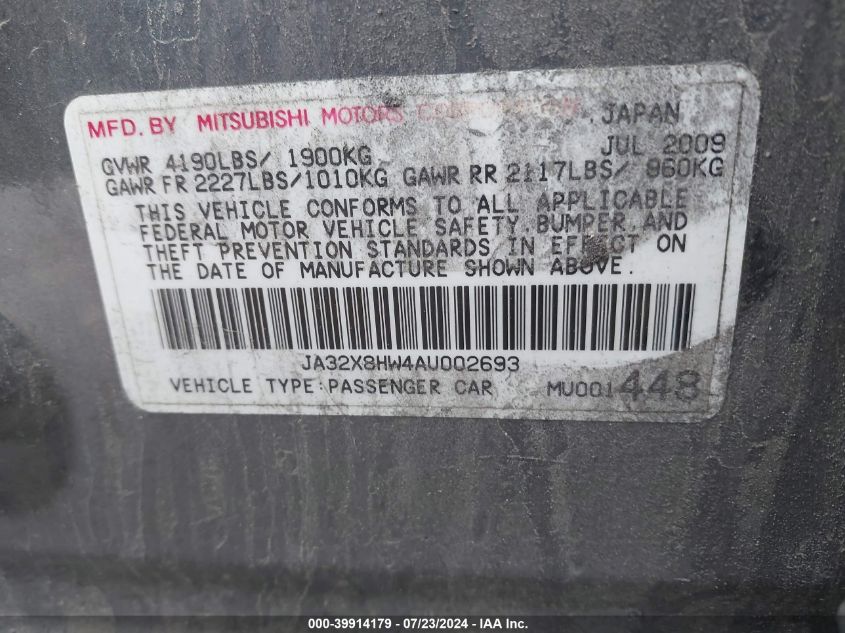 MFD. BY MITSUBISHI MOTORS CORPORATION, JAPAN
GVWR 4190LBS/ 1900KG JUL 2009
GAWR FR 2227LBS/1010KG GAWR RR 2117LBS/ 960KG
THIS VEHICLE CONFORMS TO ALL APPLICABLE
FEDERAL MOTOR VEHICLE SAFETY, BUMPER, AND
THEFT PREVENTION STANDARDS IN EFFECT ON
THE DATE OF MANUFACTURE SHOWN ABOVE.
JA32X8HW4AU002693
VEHICLE TYPE:PASSENGER CAR MU001448
000-39914179 - 07/23/2024 - IAA Inc.